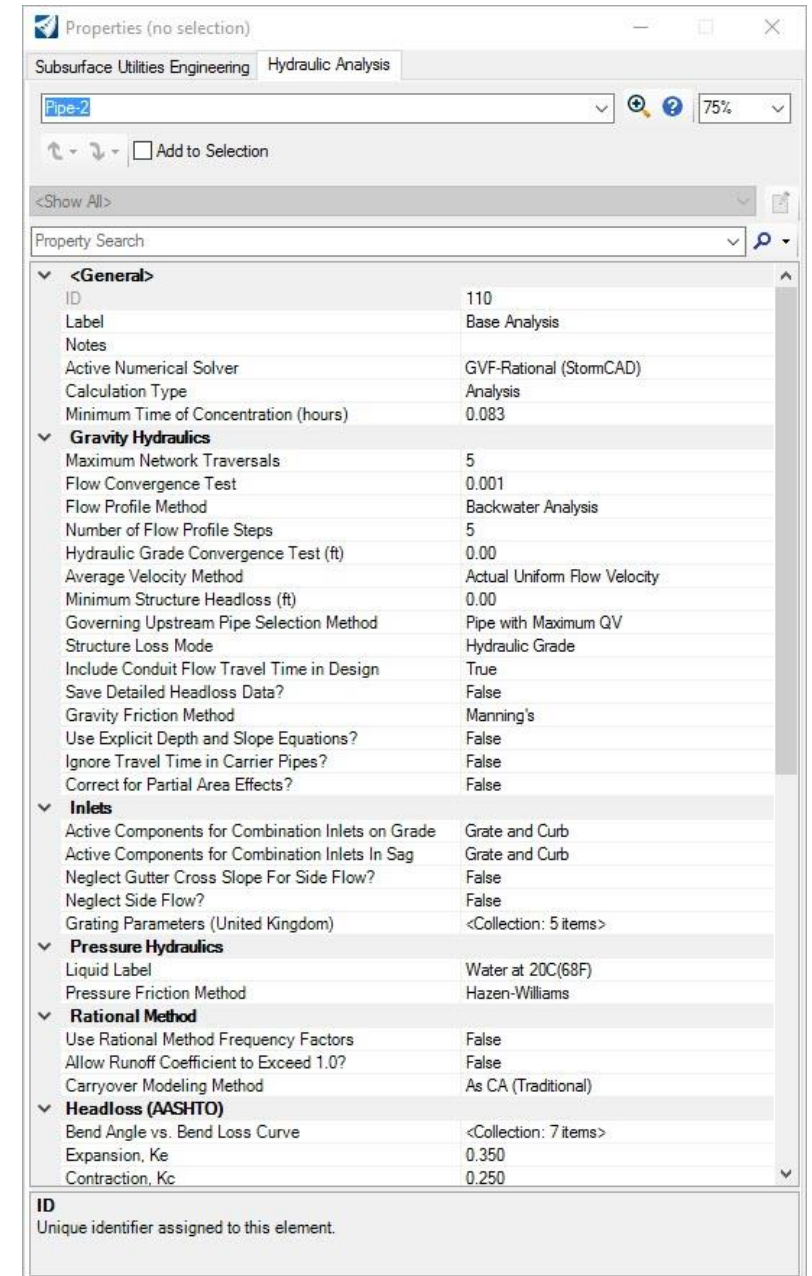 Properties (no selection)
Subsurface Utilities Engineering Hydraulic Analysis
Pipe-2 75%
Add to Selection
<Show All>
Property Search
<General>
ID 110
Label Base Analysis
Notes
Active Numerical Solver GVF-Rational (StormCAD)
Calculation Type Analysis
Minimum Time of Concentration (hours) 0.083
Gravity Hydraulics
Maximum Network Traversals 5
Flow Convergence Test 0.001
Flow Profile Method Backwater Analysis
Number of Flow Profile Steps 5
Hydraulic Grade Convergence Test (ft) 0.00
Average Velocity Method Actual Uniform Flow Velocity
Minimum Structure Headloss (ft) 0.00
Governing Upstream Pipe Selection Method Pipe with Maximum QV
Structure Loss Mode Hydraulic Grade
Include Conduit Flow Travel Time in Design True
Save Detailed Headloss Data? False
Gravity Friction Method Manning's
Use Explicit Depth and Slope Equations? False
Ignore Travel Time in Carrier Pipes? False
Correct for Partial Area Effects? False
Inlets
Active Components for Combination Inlets on Grade Grate and Curb
Active Components for Combination Inlets In Sag Grate and Curb
Neglect Gutter Cross Slope For Side Flow? False
Neglect Side Flow? False
Grating Parameters (United Kingdom) <Collection: 5 items>
Pressure Hydraulics
Liquid Label Water at 20C(68F)
Pressure Friction Method Hazen-Williams
Rational Method
Use Rational Method Frequency Factors False
Allow Runoff Coefficient to Exceed 1.0? False
Carryover Modeling Method As CA (Traditional)
Headloss (AASHTO)
Bend Angle vs. Bend Loss Curve <Collection: 7 items>
Expansion, Ke 0.350
Contraction, Kc 0.250
ID
Unique identifier assigned to this element.